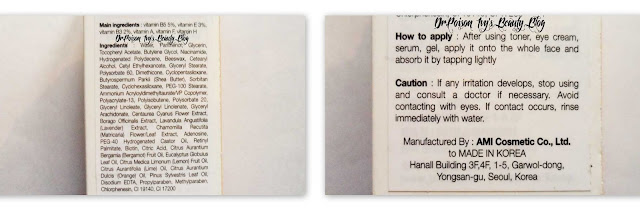 Main ingredients : vitamin B5 5%, vitamin E 3%,
vitamin B3 2%, vitamin A, vitamin F, vitamin H
Dr.Poison Ivy's Beauty Blog
Ingredients : Water, Panthenol, Glycerin,
Tocopheryl Acetate, Butylene Glycol, Niacinamide,
Hydrogenated Polydecene, Beeswax, Cetearyl
Alcohol, Cetyl Ethylhexanoate, Glyceryl Stearate,
Polysorbate 60, Dimethicone, Cyclopentasiloxane,
Butyrospermum Parkii (Shea Butter), Sorbitan
Stearate, Cyclohexasiloxane, PEG-100 Stearate,
Ammonium Acryloyldimethyltaurate/VP Copolymer,
Polyacrylate-13, Polyisobutene, Polysorbate 20,
Glyceryl Linoleate, Glyceryl Linolenate, Glyceryl
Arachidonate, Centaurea Cyanus Flower Extract,
Borago Officinalis Extract, Lavandula Angustifolia
(Lavender) Extract, Chamomilla Recutita
(Matricaria) Flower/Leaf Extract, Adenosine,
PEG-40 Hydrogenated Castor Oil, Retinyl
Palmitate, Biotin, Citric Acid, Citrus Aurantium
Bergamia (Bergamot) Fruit Oil, Eucalyptus Globulus
Leaf Oil, Citrus Medica Limonum (Lemon) Fruit Oil,
Citrus Aurantifolia (Lime) Oil, Citrus Aurantium
Dulcis (Orange) Oil, Pinus Sylvestris Leaf Oil,
Disodium EDTA, Propylparaben, Methylparaben,
Chlorphenesin, CI 19140, CI 17200
Dr.Poison Ivy's Beauty Blog
How to apply : After using toner, eye cream,
serum, gel, apply it onto the whole face and
absorb it by tapping lightly
Caution : If any irritation develops, stop using
and consult a doctor if necessary. Avoid
contacting with eyes. If contact occurs, rinse
immediately with water.
Manufactured By : AMI Cosmetic Co., Ltd.
to MADE IN KOREA
Hanall Building 3F,4F, 1-5, Garwol-dong,
Yongsan-gu, Seoul, Korea